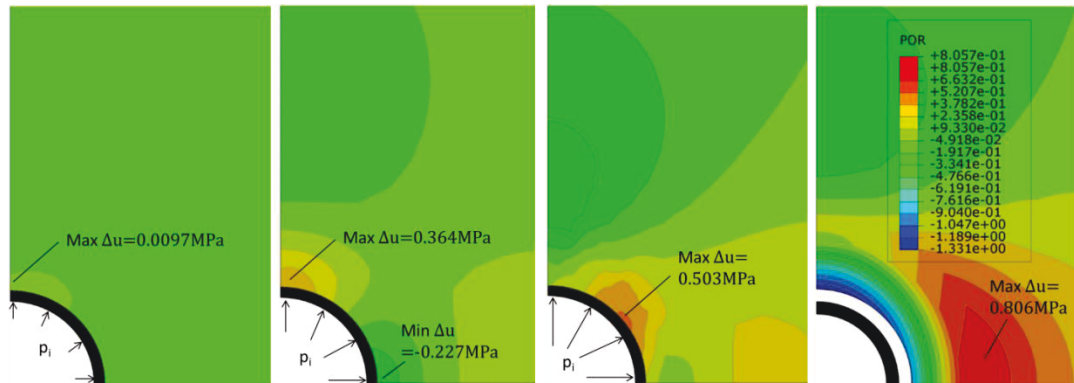 Max Δu=0.0097MPa
pᵢ
Max Δu=0.364MPa
Min Δu
=-0.227MPa
pᵢ
Max Δu=
0.503MPa
pᵢ
POR
+8.057e-01
+8.057e-01
+6.632e-01
+5.207e-01
+3.782e-01
+2.358e-01
+9.330e-02
-4.918e-02
-1.917e-01
-3.341e-01
-4.766e-01
-6.191e-01
-7.616e-01
-9.040e-01
-1.047e+00
-1.189e+00
-1.331e+00
Max Δu=
0.806MPa